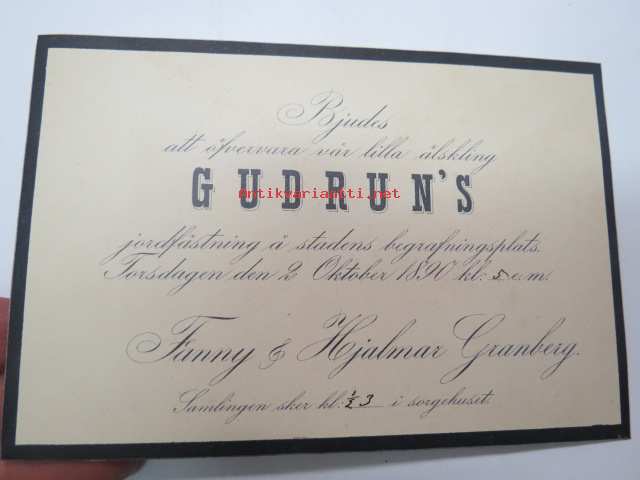 Bjudes
att öfvervara vår lilla älskling
GUDRUN'S
Antikvariaatti.net
jordfästning å stadens begrafningsplats.
Torsdagen den 2 Oktober 1890 kl: 5 e.m.
Fanny & Hjalmar Granberg.
Samlingen sker kl: ½ 3 i sorgehuset.